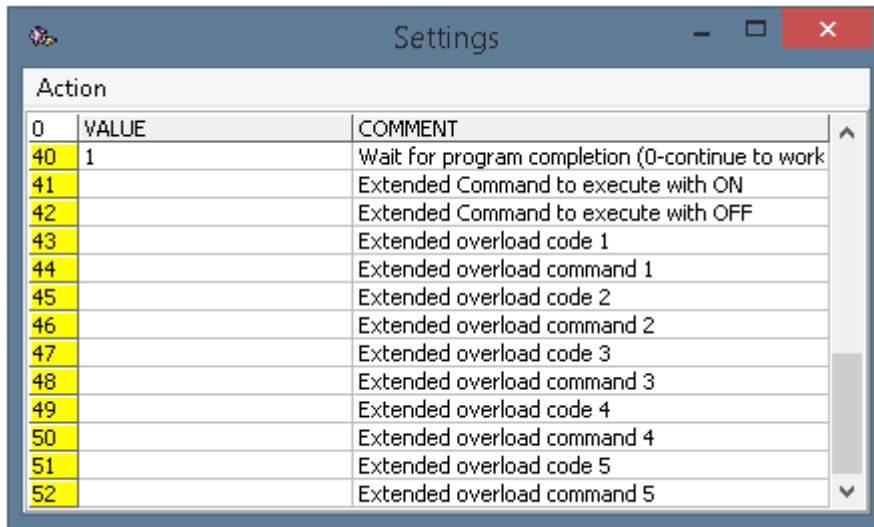 Settings
Action
0 VALUE COMMENT
40 1 Wait for program completion (0-continue to work
41 Extended Command to execute with ON
42 Extended Command to execute with OFF
43 Extended overload code 1
44 Extended overload command 1
45 Extended overload code 2
46 Extended overload command 2
47 Extended overload code 3
48 Extended overload command 3
49 Extended overload code 4
50 Extended overload command 4
51 Extended overload code 5
52 Extended overload command 5